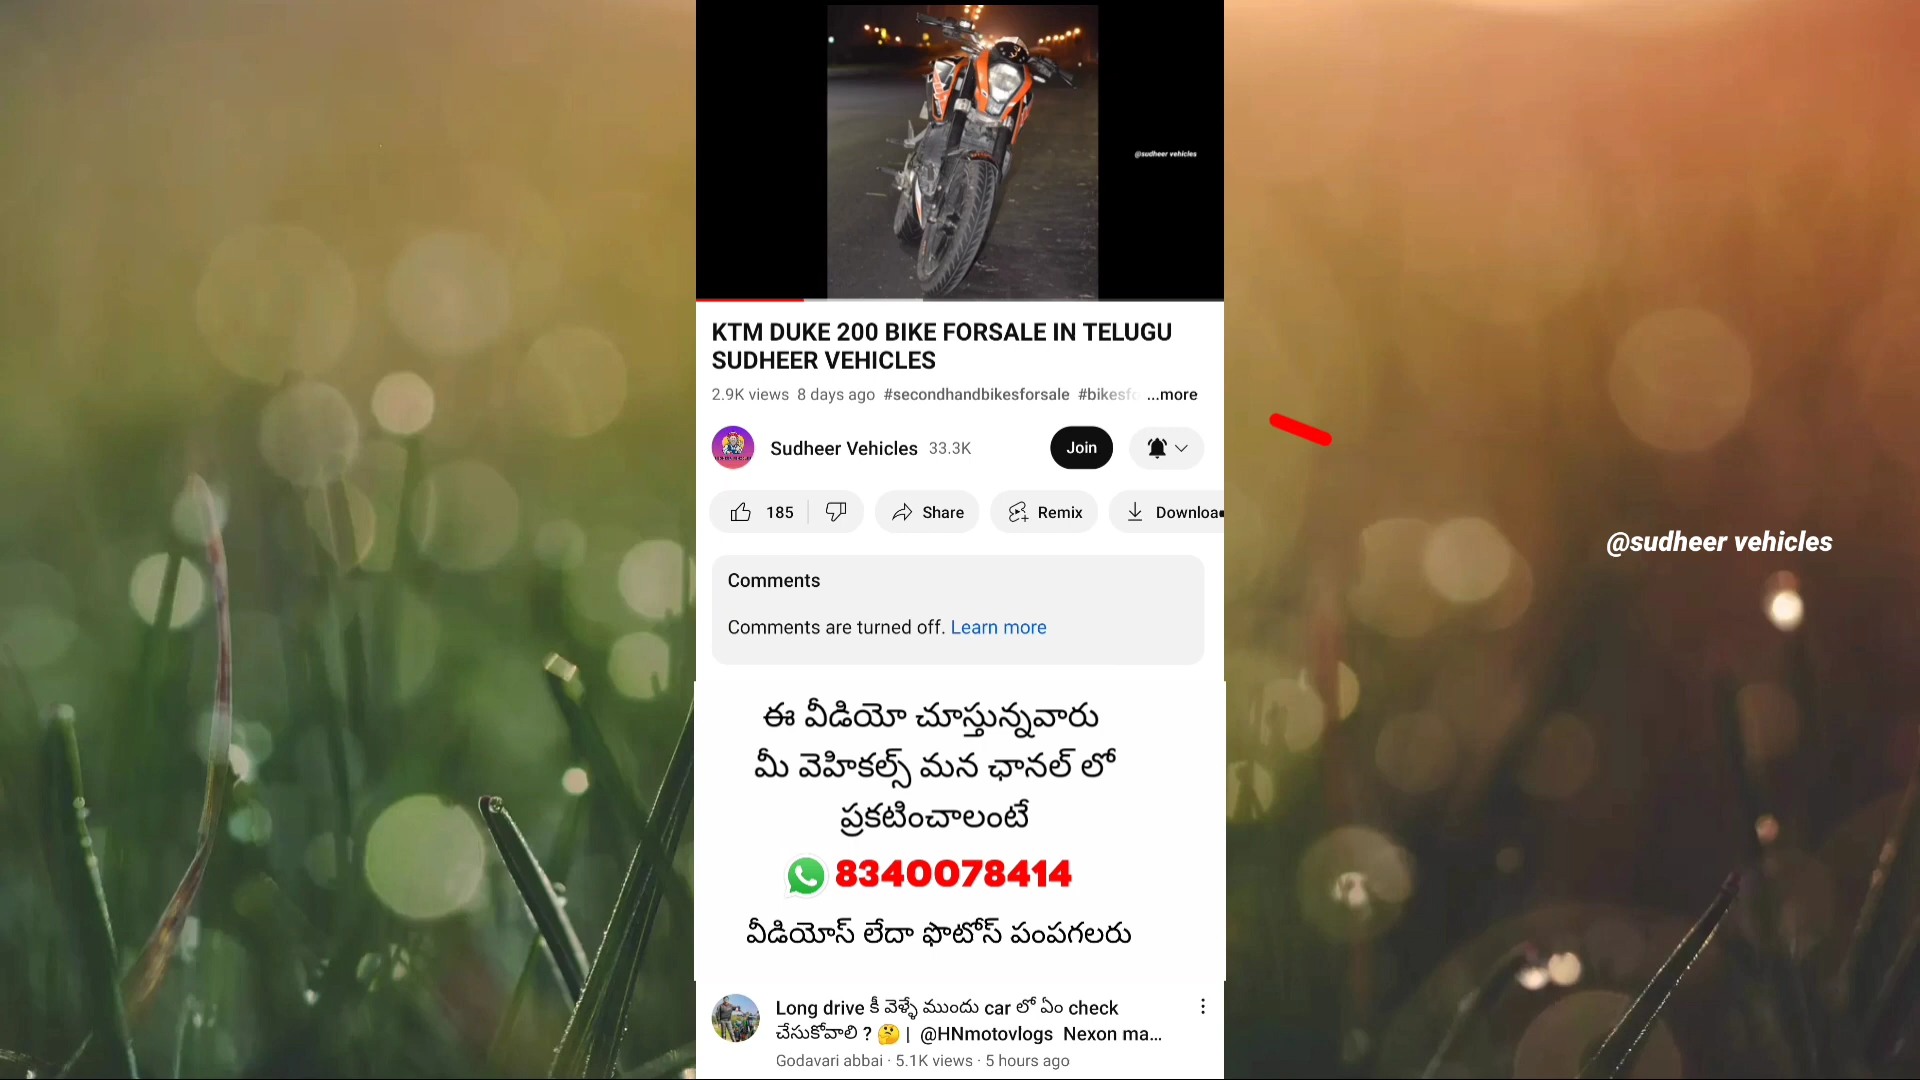 @sudheer vehicles
KTM DUKE 200 BIKE FORSALE IN TELUGU
SUDHEER VEHICLES
2.9K views 8 days ago #secondhandbikesforsale #bikesfo ...more
Sudheer Vehicles 33.3K Join
185 Share Remix Downloa
@sudheer vehicles
Comments
Comments are turned off. Learn more
ఈ వీడియో చూస్తున్నవారు
మీ వెహికల్స్ మన ఛానల్ లో
ప్రకటించాలంటే
8340078414
వీడియోస్ లేదా ఫొటోస్ పంపగలరు
Long drive కీ వెళ్ళే ముందు car లో ఏం check
చేసుకోవాలి ? 🤔 | @HNmotovlogs Nexon ma...
Godavari abbai · 5.1K views · 5 hours ago